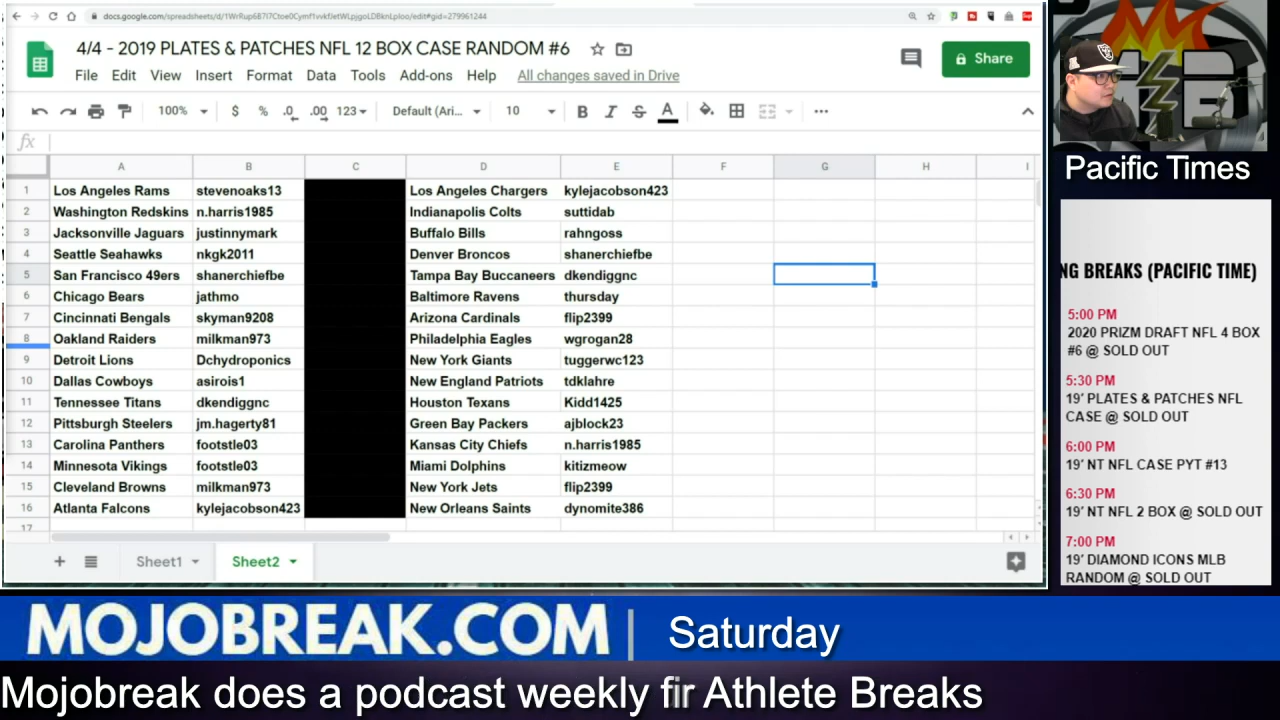 docs.google.com/spreadsheets/d/
4/4 - 2019 PLATES & PATCHES NFL 12 BOX CASE RANDOM #6
File Edit View Insert Format Data Tools Add-ons Help All changes saved in Drive
Share
100% $ % .0 .00 123 Default (Ari... 10 B I S A ...
fx
A B C D E F G H I
1 Los Angeles Rams stevenoaks13 Los Angeles Chargers kylejacobson423
2 Washington Redskins n.harris1985 Indianapolis Colts suttidab
3 Jacksonville Jaguars justinnymark Buffalo Bills rahngoss
4 Seattle Seahawks nkgk2011 Denver Broncos shanerchiefbe
5 San Francisco 49ers shanerchiefbe Tampa Bay Buccaneers dkendiggnc
6 Chicago Bears jathmo Baltimore Ravens thursday
7 Cincinnati Bengals skyman9208 Arizona Cardinals flip2399
8 Oakland Raiders milkman973 Philadelphia Eagles wgrogan28
9 Detroit Lions Dchydroponics New York Giants tuggerwc123
10 Dallas Cowboys asirois1 New England Patriots tdklahre
11 Tennessee Titans dkendiggnc Houston Texans Kidd1425
12 Pittsburgh Steelers jm.hagerty81 Green Bay Packers ajblock23
13 Carolina Panthers footstle03 Kansas City Chiefs n.harris1985
14 Minnesota Vikings footstle03 Miami Dolphins kitizmeow
15 Cleveland Browns milkman973 New York Jets flip2399
16 Atlanta Falcons kylejacobson423 New Orleans Saints dynomite386
17
Sheet1 Sheet2
Pacific Times
NG BREAKS (PACIFIC TIME)
5:00 PM
2020 PRIZM DRAFT NFL 4 BOX
#6 @ SOLD OUT
5:30 PM
19' PLATES & PATCHES NFL
CASE @ SOLD OUT
6:00 PM
19' NT NFL CASE PYT #13
6:30 PM
19' NT NFL 2 BOX @ SOLD OUT
7:00 PM
19' DIAMOND ICONS MLB
RANDOM @ SOLD OUT
MOJOBREAK.COM
Saturday
Mojobreak does a podcast weekly fir Athlete Breaks